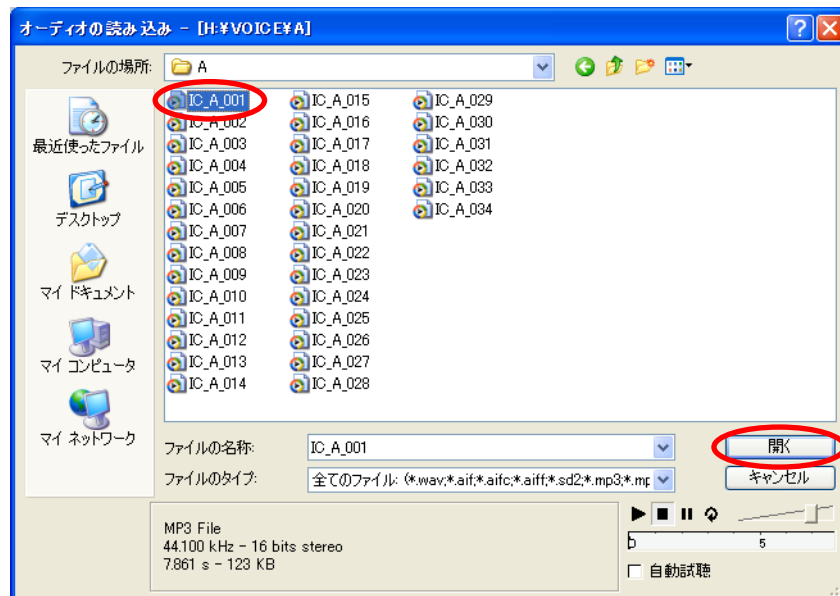 オーディオの読み込み - [H:¥VOICE¥A]
ファイルの場所: A
最近使ったファイル
デスクトップ
マイ ドキュメント
マイ コンピュータ
マイ ネットワーク
IC_A_001
IC_A_002
IC_A_003
IC_A_004
IC_A_005
IC_A_006
IC_A_007
IC_A_008
IC_A_009
IC_A_010
IC_A_011
IC_A_012
IC_A_013
IC_A_014
IC_A_015
IC_A_016
IC_A_017
IC_A_018
IC_A_019
IC_A_020
IC_A_021
IC_A_022
IC_A_023
IC_A_024
IC_A_025
IC_A_026
IC_A_027
IC_A_028
IC_A_029
IC_A_030
IC_A_031
IC_A_032
IC_A_033
IC_A_034
ファイルの名称: IC_A_001 開く
ファイルのタイプ: 全てのファイル: (*.wav;*.aif;*.aifc;*.aiff;*.sd2;*.mp3;*.mp キャンセル
MP3 File
44.100 kHz - 16 bits stereo
7.861 s - 123 KB
5
自動試聴